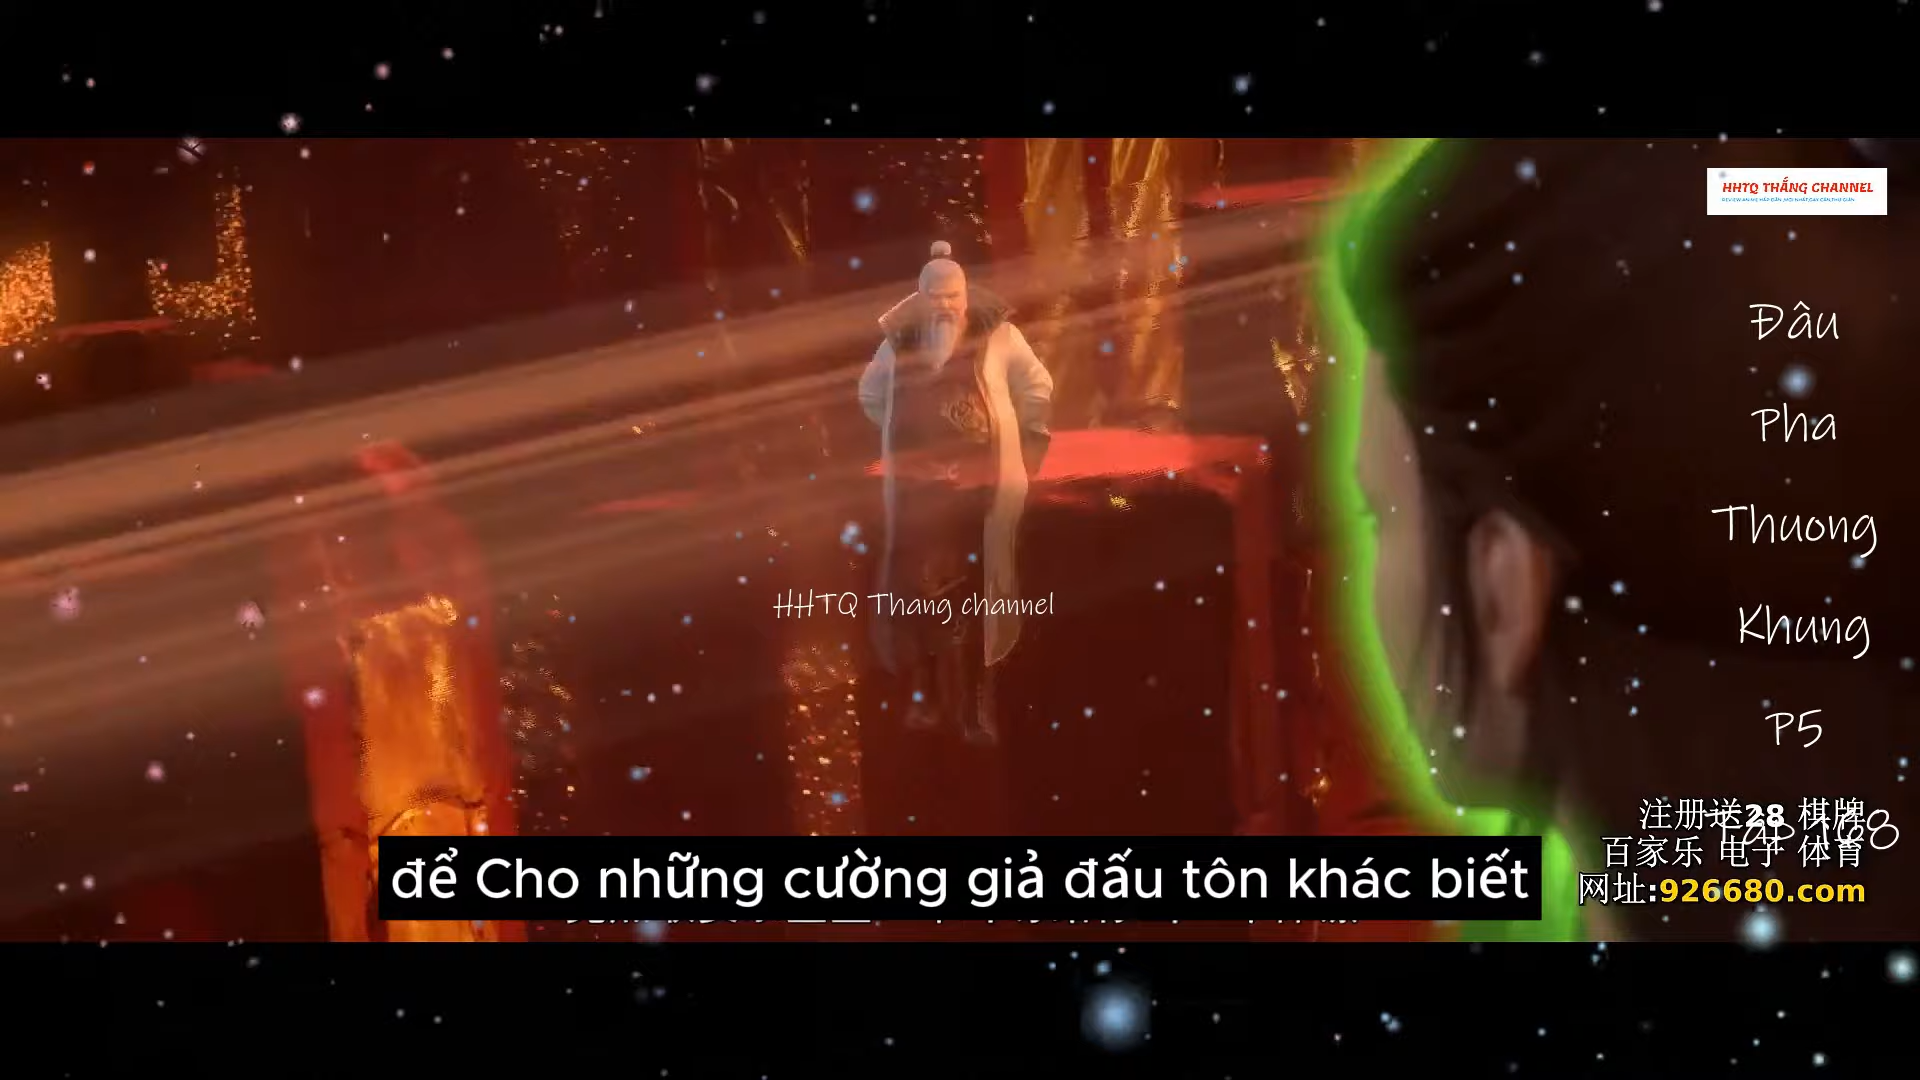 HHTQ THẮNG CHANNEL
Đâu
Pha
Thuong
Khung
P5
HHTQ Thang channel
注册送28 棋牌
百家乐 电子 体育
网址:926680.com
để Cho những cường giả đấu tôn khác biết